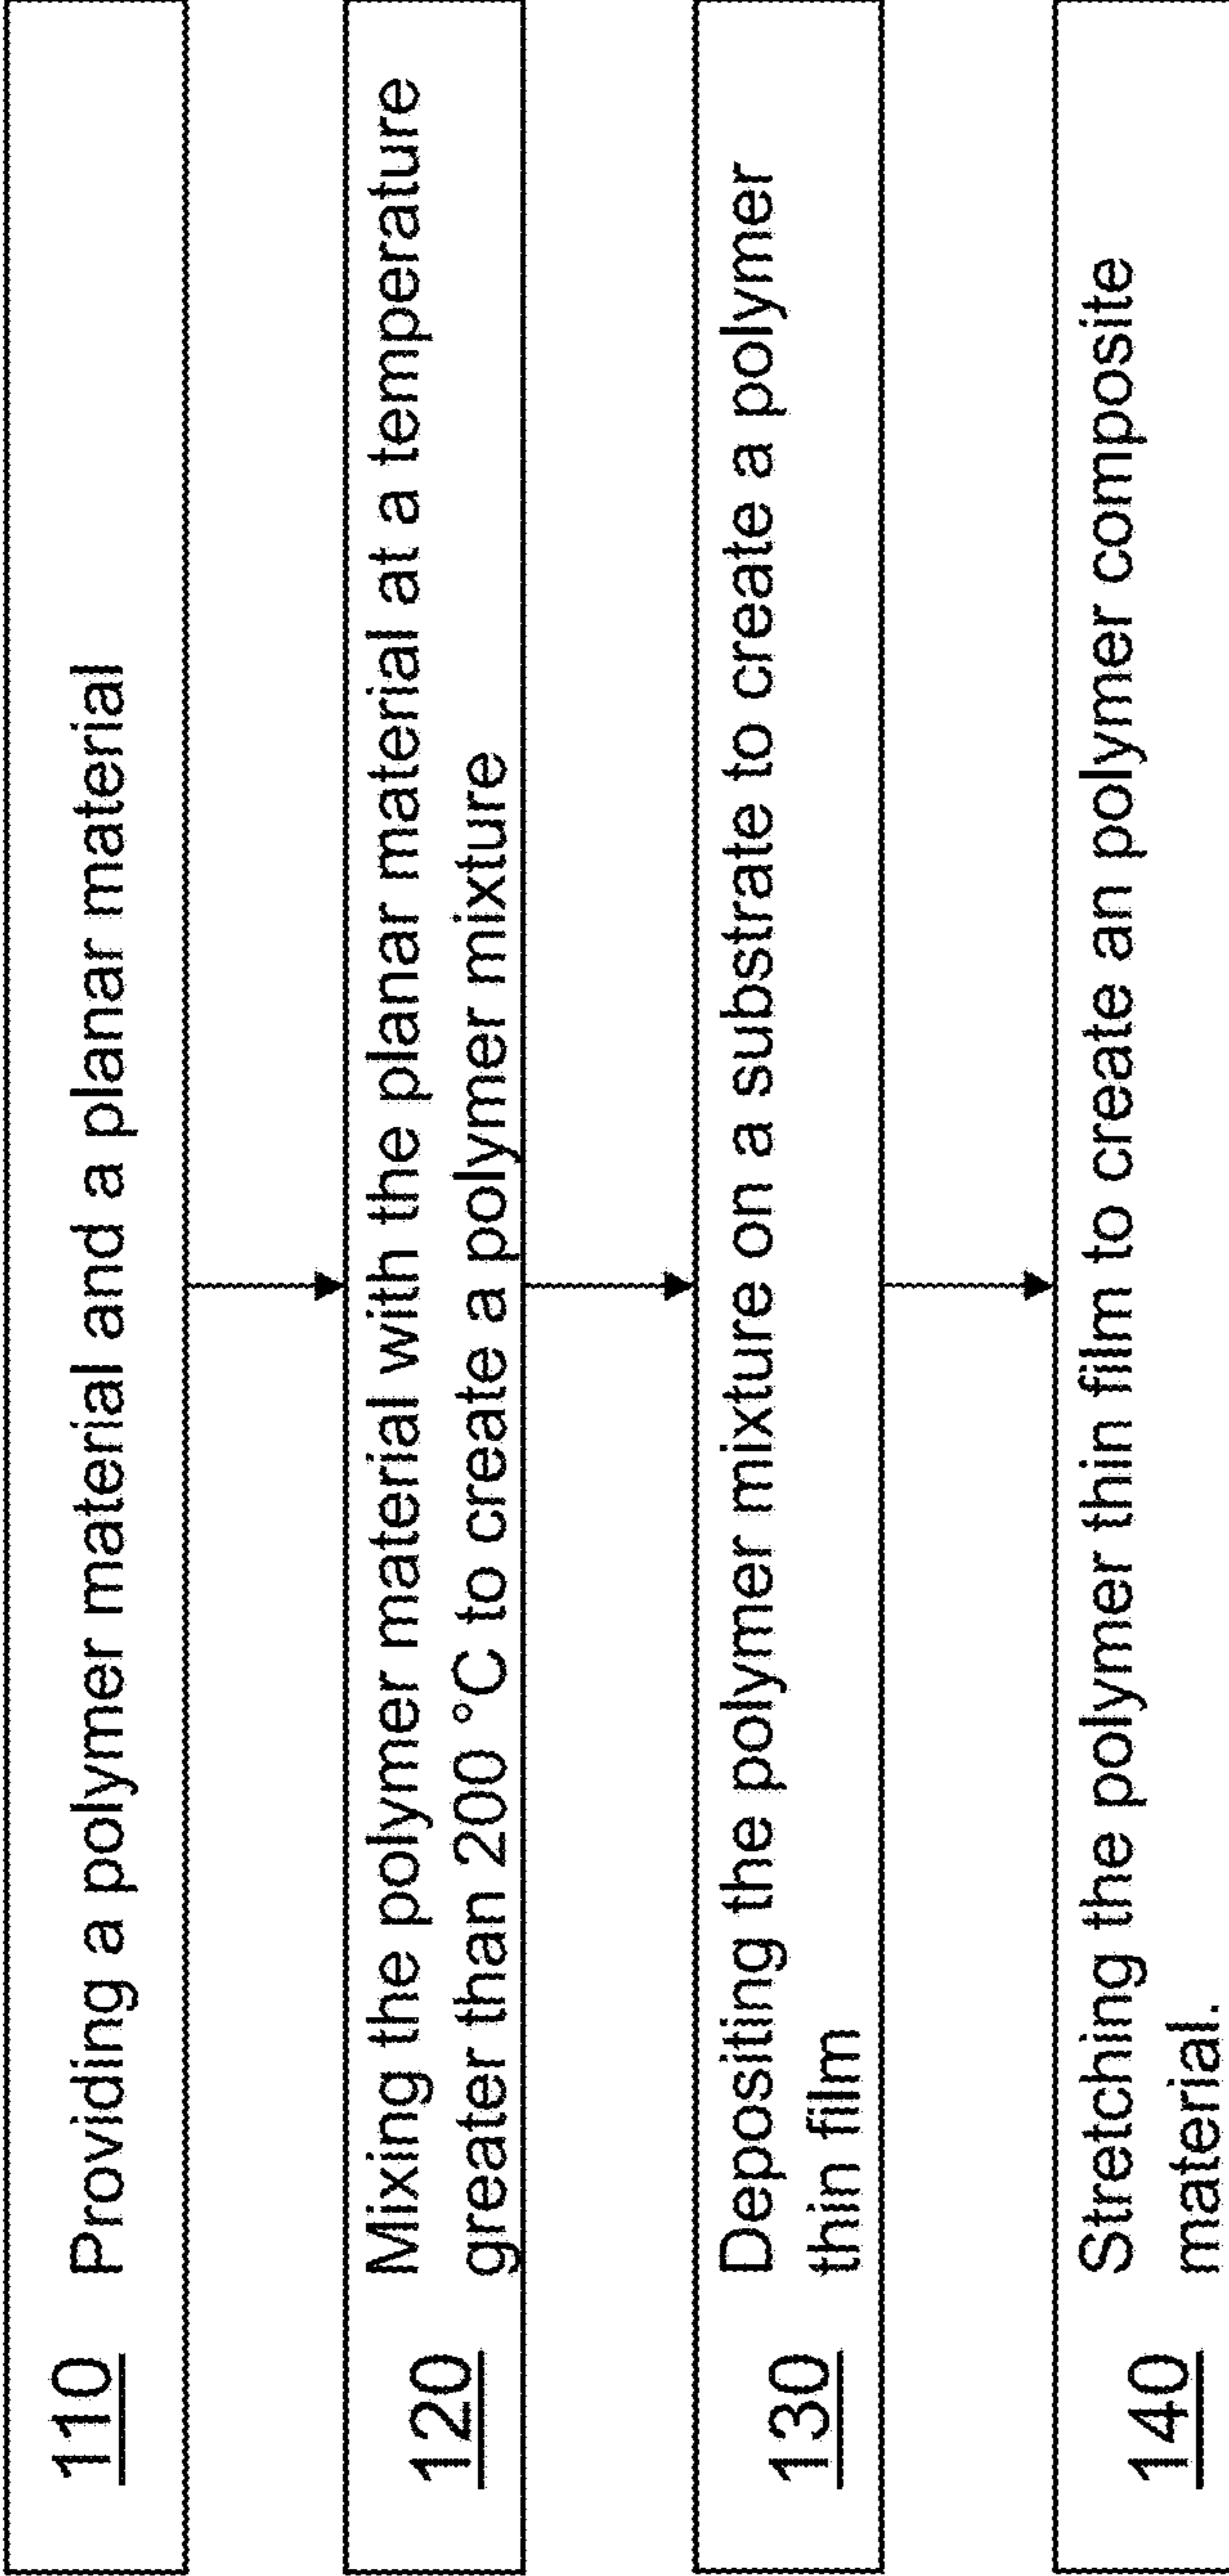 110 Providing a polymer material and a planar material
120 Mixing the polymer material with the planar material at a temperature
greater than 200 °C to create a polymer mixture
130 Depositing the polymer mixture on a substrate to create a polymer
thin film
140 Stretching the polymer thin film to create an polymer composite
material.